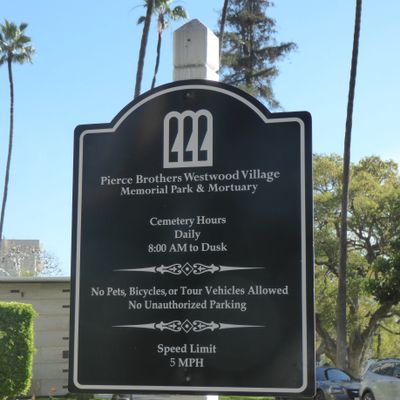 Pierce Brothers Westwood Village
Memorial Park & Mortuary
Cemetery Hours
Daily
8:00 AM to Dusk
No Pets, Bicycles, or Tour Vehicles Allowed
No Unauthorized Parking
Speed Limit
5 MPH